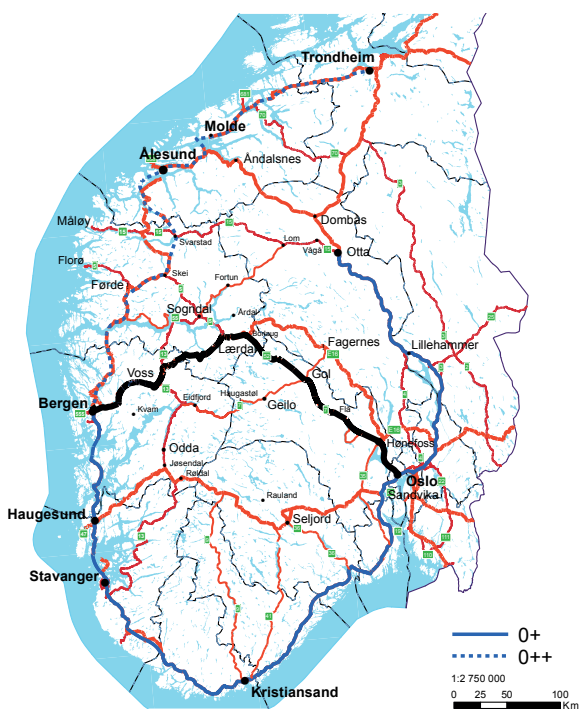 Trondheim
Molde
Ålesund
Åndalsnes
Måløy
Dombås
Svarstad
Lom
Vågå
Otta
Florø
Skei
Førde
Fortun
Sogndal
Årdal
Lærdal
Fagernes
E16
Lillehammer
Voss
Gol
Bergen
Kvam
Eidfjord
Haugastøl
Geilo
Flå
Hønefoss
Odda
Jøsendal
Røldal
Oslo
Sandvika
Rauland
Haugesund
Seljord
Stavanger
Kristiansand
0+
0++
1:2 750 000
0 25 50 100
Km